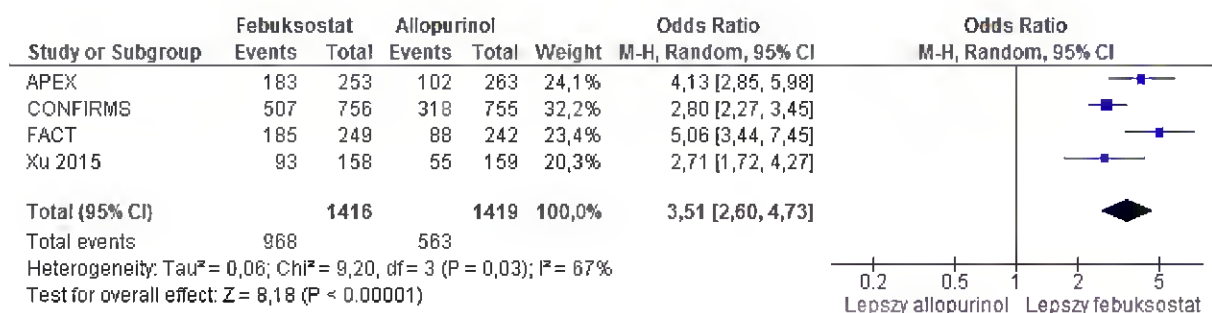 Febuksostat Allopurinol Odds Ratio Odds Ratio
Study or Subgroup Events Total Events Total Weight M-H, Random, 95% CI M-H, Random, 95% CI
APEX 183 253 102 263 24,1% 4,13 [2,85, 5,98]
CONFIRMS 507 756 318 755 32,2% 2,80 [2,27, 3,45]
FACT 185 249 88 242 23,4% 5,06 [3,44, 7,45]
Xu 2015 93 158 55 159 20,3% 2,71 [1,72, 4,27]
Total (95% CI) 1416 1419 100,0% 3,51 [2,60, 4,73]
Total events 968 563
Heterogeneity: Tau² = 0,06; Chi² = 9,20, df = 3 (P = 0,03); I² = 67%
Test for overall effect: Z = 8,18 (P < 0.00001)
0.2 0.5 1 2 5
Lepszy allopurinol Lepszy febuksostat